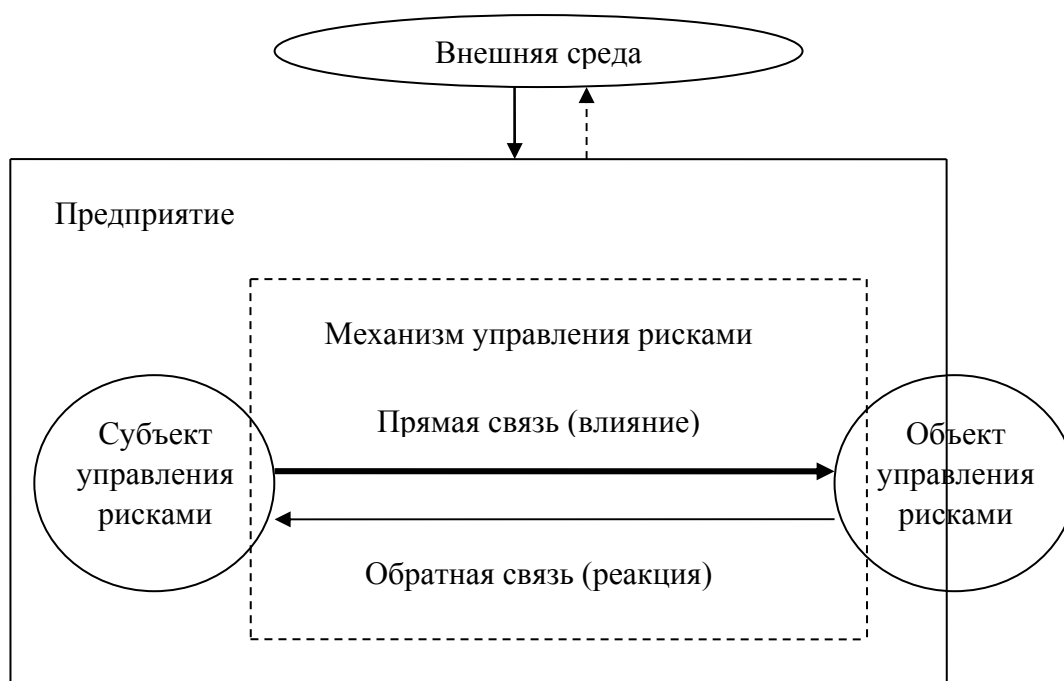 Внешняя среда
Предприятие
Механизм управления рисками
Прямая связь (влияние)
Субъект
управления
рисками
Объект
управления
рисками
Обратная связь (реакция)